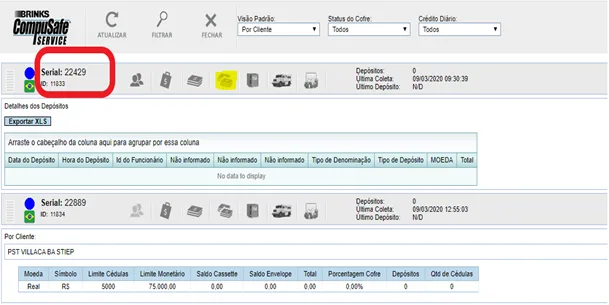 BRINKS
CompuSafe
SERVICE
ATUALIZAR
FILTRAR
FECHAR
Visão Padrão:
Por Cliente
Status do Cofre:
Todos
Crédito Diário:
Todos
Serial: 22429
ID: 11833
Depósitos: 0
Última Coleta: 09/03/2020 09:30:39
Último Depósito: N/D
Detalhes dos Depósitos
Exportar XLS
Arraste o cabeçalho da coluna aqui para agrupar por essa coluna
Data do Depósito Hora do Depósito Id do Funcionário Não informado Não informado Não informado Tipo de Denominação Tipo de Depósito MOEDA Total
No data to display
Serial: 22889
ID: 11834
Depósitos: 0
Última Coleta: 09/03/2020 12:55:03
Último Depósito: N/D
Por Cliente:
PST VILLACA BA STIEP
Moeda Símbolo Limite Cédulas Limite Monetário Saldo Cassette Saldo Envelope Total Porcentagem Cofre Depósitos Qtd de Cédulas
Real R$ 5000 75.000,00 0,00 0,00 0,00 0,00% 0 0